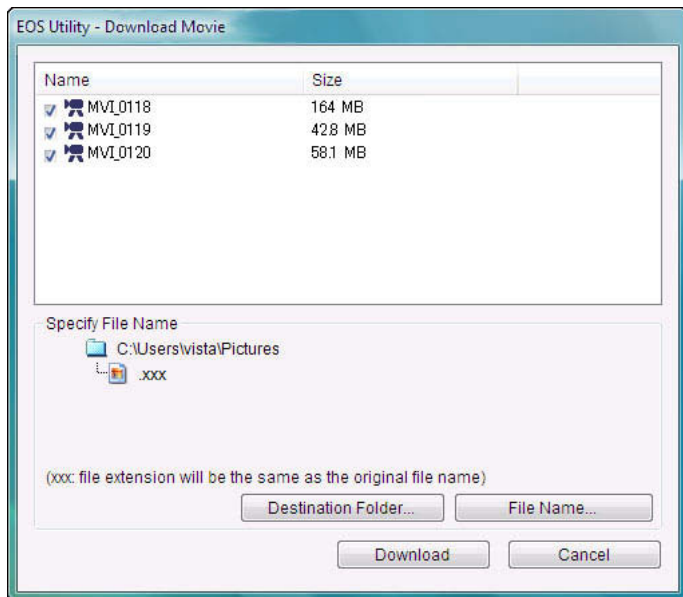 EOS Utility - Download Movie
Name Size
MVI_0118 164 MB
MVI_0119 42.8 MB
MVI_0120 58.1 MB
Specify File Name
C:\Users\vista\Pictures
.xxx
(xxx: file extension will be the same as the original file name)
Destination Folder... File Name...
Download Cancel